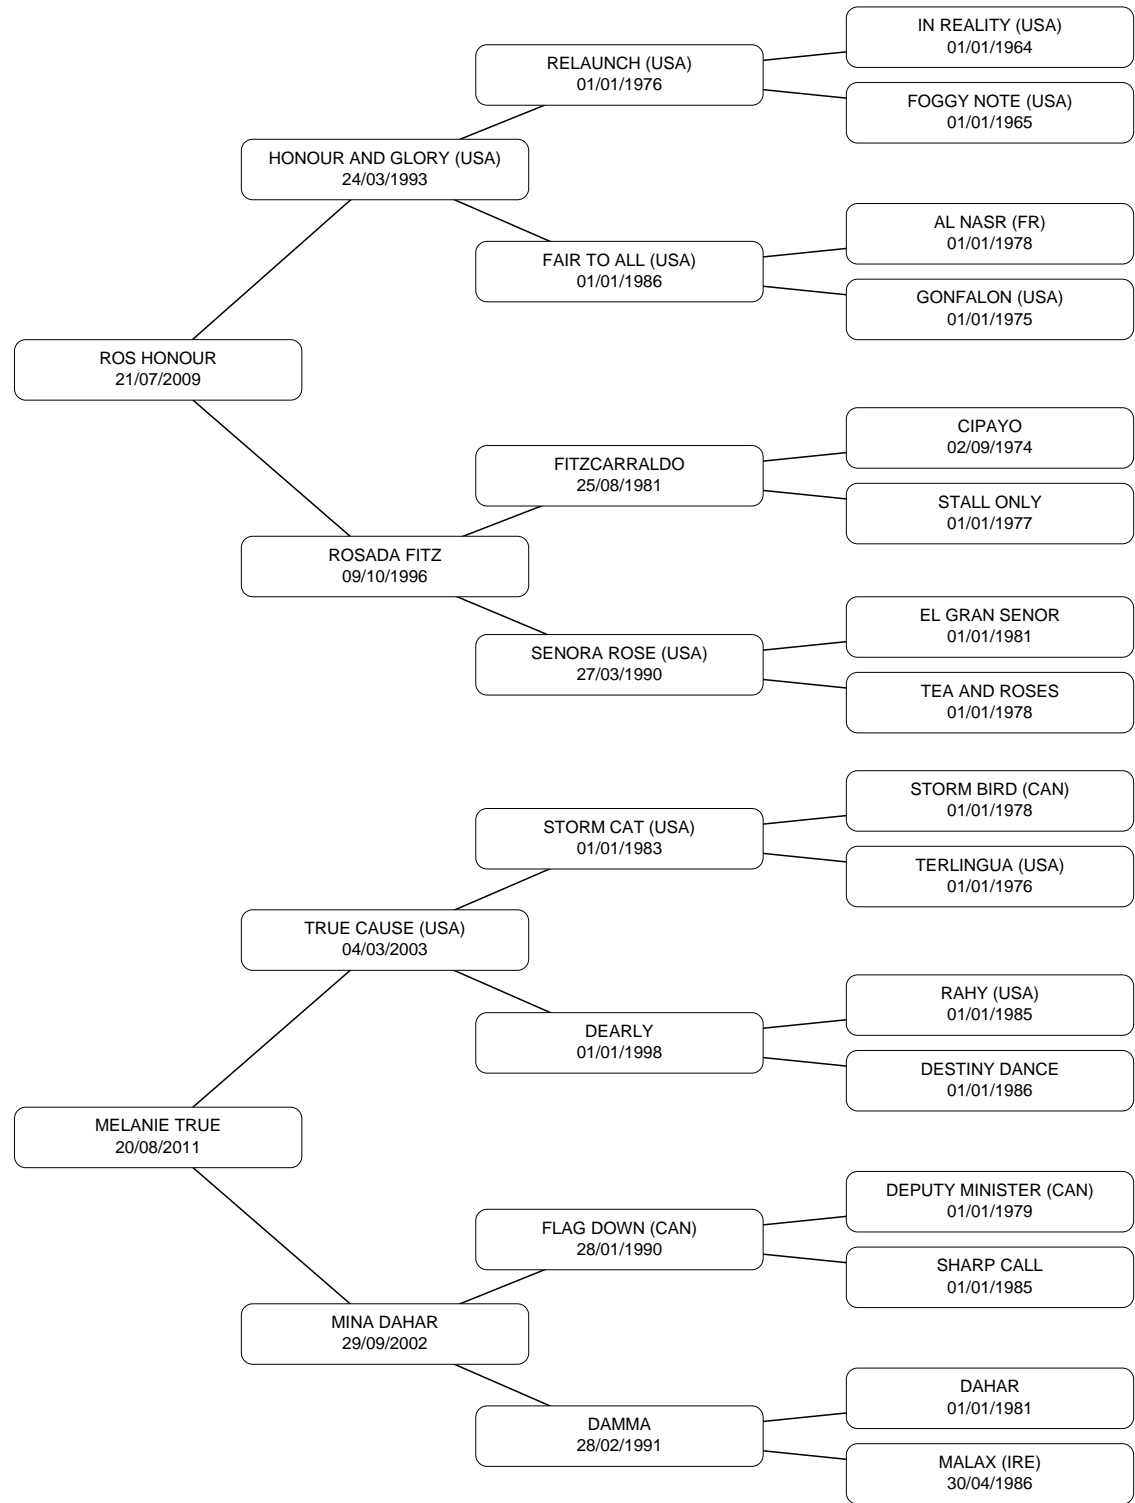 IN REALITY (USA)
01/01/1964
RELAUNCH (USA)
01/01/1976
FOGGY NOTE (USA)
01/01/1965
HONOUR AND GLORY (USA)
24/03/1993
AL NASR (FR)
01/01/1978
FAIR TO ALL (USA)
01/01/1986
GONFALON (USA)
01/01/1975
ROS HONOUR
21/07/2009
CIPAYO
02/09/1974
FITZCARRALDO
25/08/1981
STALL ONLY
01/01/1977
ROSADA FITZ
09/10/1996
EL GRAN SENOR
01/01/1981
SENORA ROSE (USA)
27/03/1990
TEA AND ROSES
01/01/1978
STORM BIRD (CAN)
01/01/1978
STORM CAT (USA)
01/01/1983
TERLINGUA (USA)
01/01/1976
TRUE CAUSE (USA)
04/03/2003
RAHY (USA)
01/01/1985
DEARLY
01/01/1998
DESTINY DANCE
01/01/1986
MELANIE TRUE
20/08/2011
DEPUTY MINISTER (CAN)
01/01/1979
FLAG DOWN (CAN)
28/01/1990
SHARP CALL
01/01/1985
MINA DAHAR
29/09/2002
DAHAR
01/01/1981
DAMMA
28/02/1991
MALAX (IRE)
30/04/1986